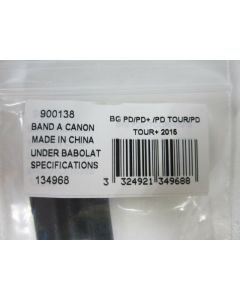 900138
BAND A CANON
MADE IN CHINA
UNDER BABOLAT
SPECIFICATIONS
134968
BG PD/PD+ /PD TOUR/PD
TOUR+ 2015
3 324921 349688